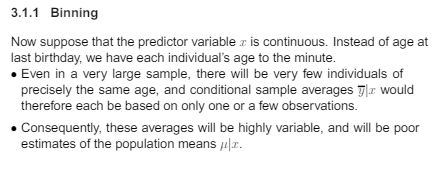 3.1.1 Binning
Now suppose that the predictor variable x is continuous. Instead of age at
last birthday, we have each individual's age to the minute.
• Even in a very large sample, there will be very few individuals of
precisely the same age, and conditional sample averages y̅|x would
therefore each be based on only one or a few observations.
• Consequently, these averages will be highly variable, and will be poor
estimates of the population means μ|x.